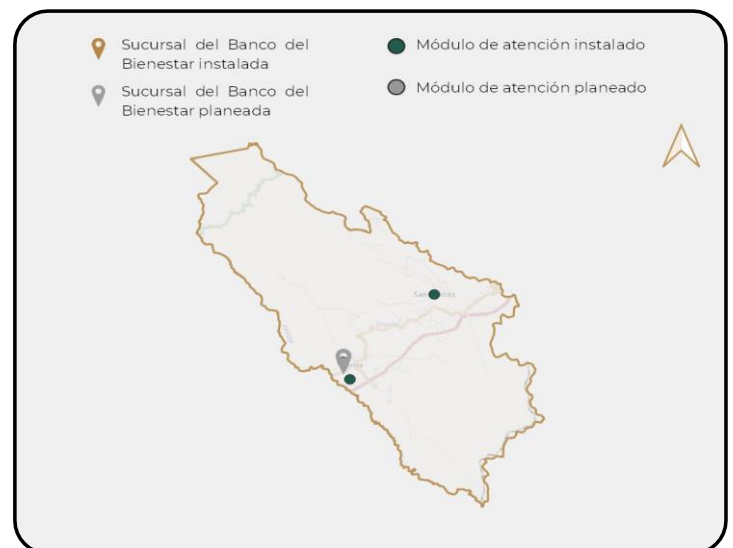 Sucursal del Banco del
Bienestar instalada
Sucursal del Banco del
Bienestar planeada
Módulo de atención instalado
Módulo de atención planeado
San